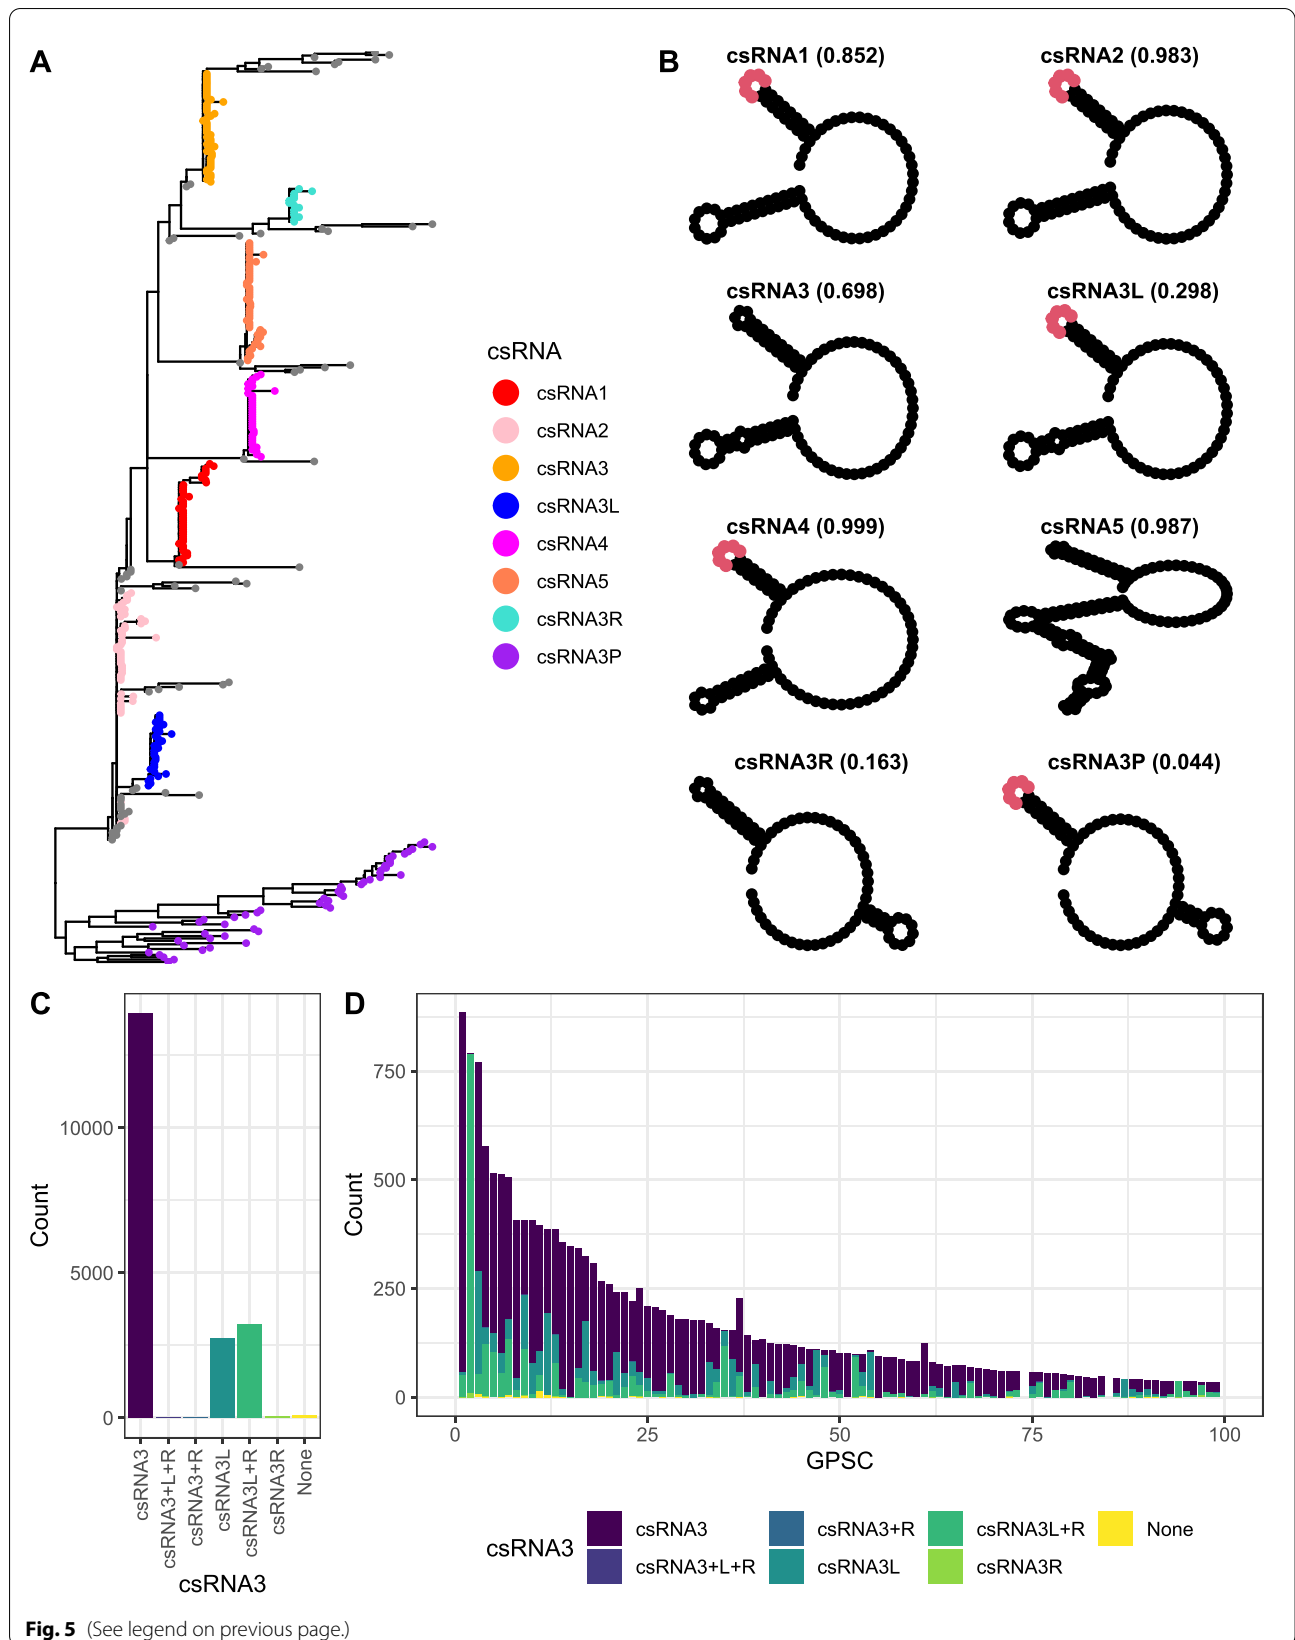 A
B
csRNA1 (0.852)
csRNA2 (0.983)
csRNA3 (0.698)
csRNA3L (0.298)
csRNA4 (0.999)
csRNA5 (0.987)
csRNA3R (0.163)
csRNA3P (0.044)
csRNA
csRNA1
csRNA2
csRNA3
csRNA3L
csRNA4
csRNA5
csRNA3R
csRNA3P
C
Count
10000
5000
0
csRNA3
csRNA3+L+R
csRNA3+R
csRNA3L
csRNA3L+R
csRNA3R
None
csRNA3
D
Count
750
500
250
0
0
25
50
75
100
GPSC
csRNA3
csRNA3
csRNA3+L+R
csRNA3+R
csRNA3L
csRNA3L+R
csRNA3R
None
Fig. 5 (See legend on previous page.)